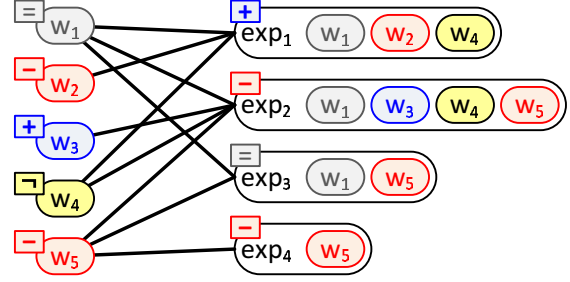 = +
w₁ exp₁ w₁ w₂ w₄
− −
w₂ exp₂ w₁ w₃ w₄ w₅
+
w₃
=
exp₃ w₁ w₅
¬
w₄
− −
w₅ exp₄ w₅